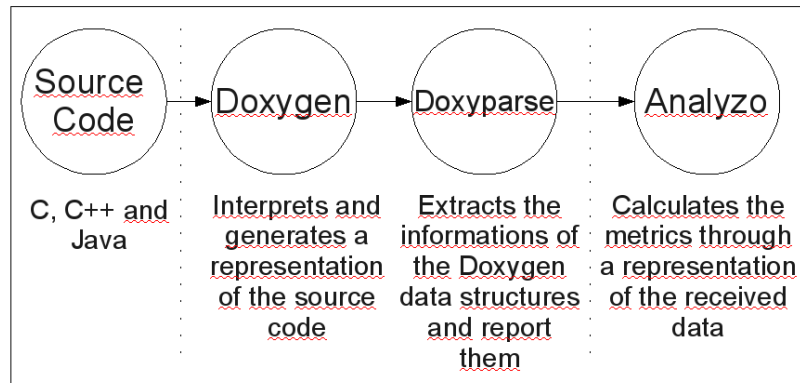 Source
Code
Doxygen
Doxyparse
Analyzo
C, C++ and
Java
Interprets and
generates a
representation
of the source
code
Extracts the
informations of
the Doxygen
data structures
and report
them
Calculates the
metrics through
a representation
of the received
data